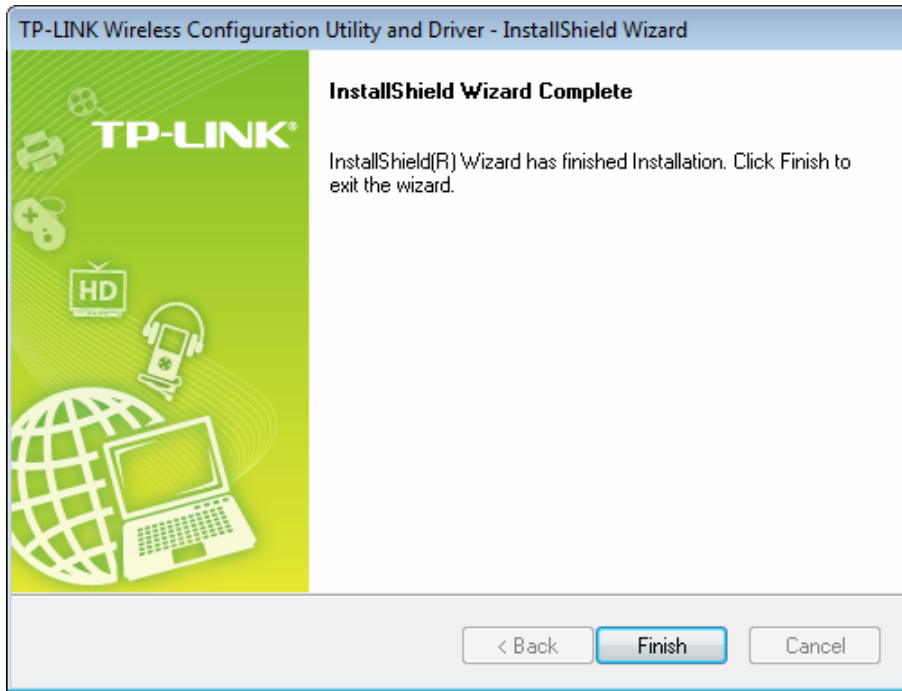 TP-LINK Wireless Configuration Utility and Driver - InstallShield Wizard
TP-LINK®
InstallShield Wizard Complete
InstallShield(R) Wizard has finished Installation. Click Finish to
exit the wizard.
HD
< Back
Finish
Cancel